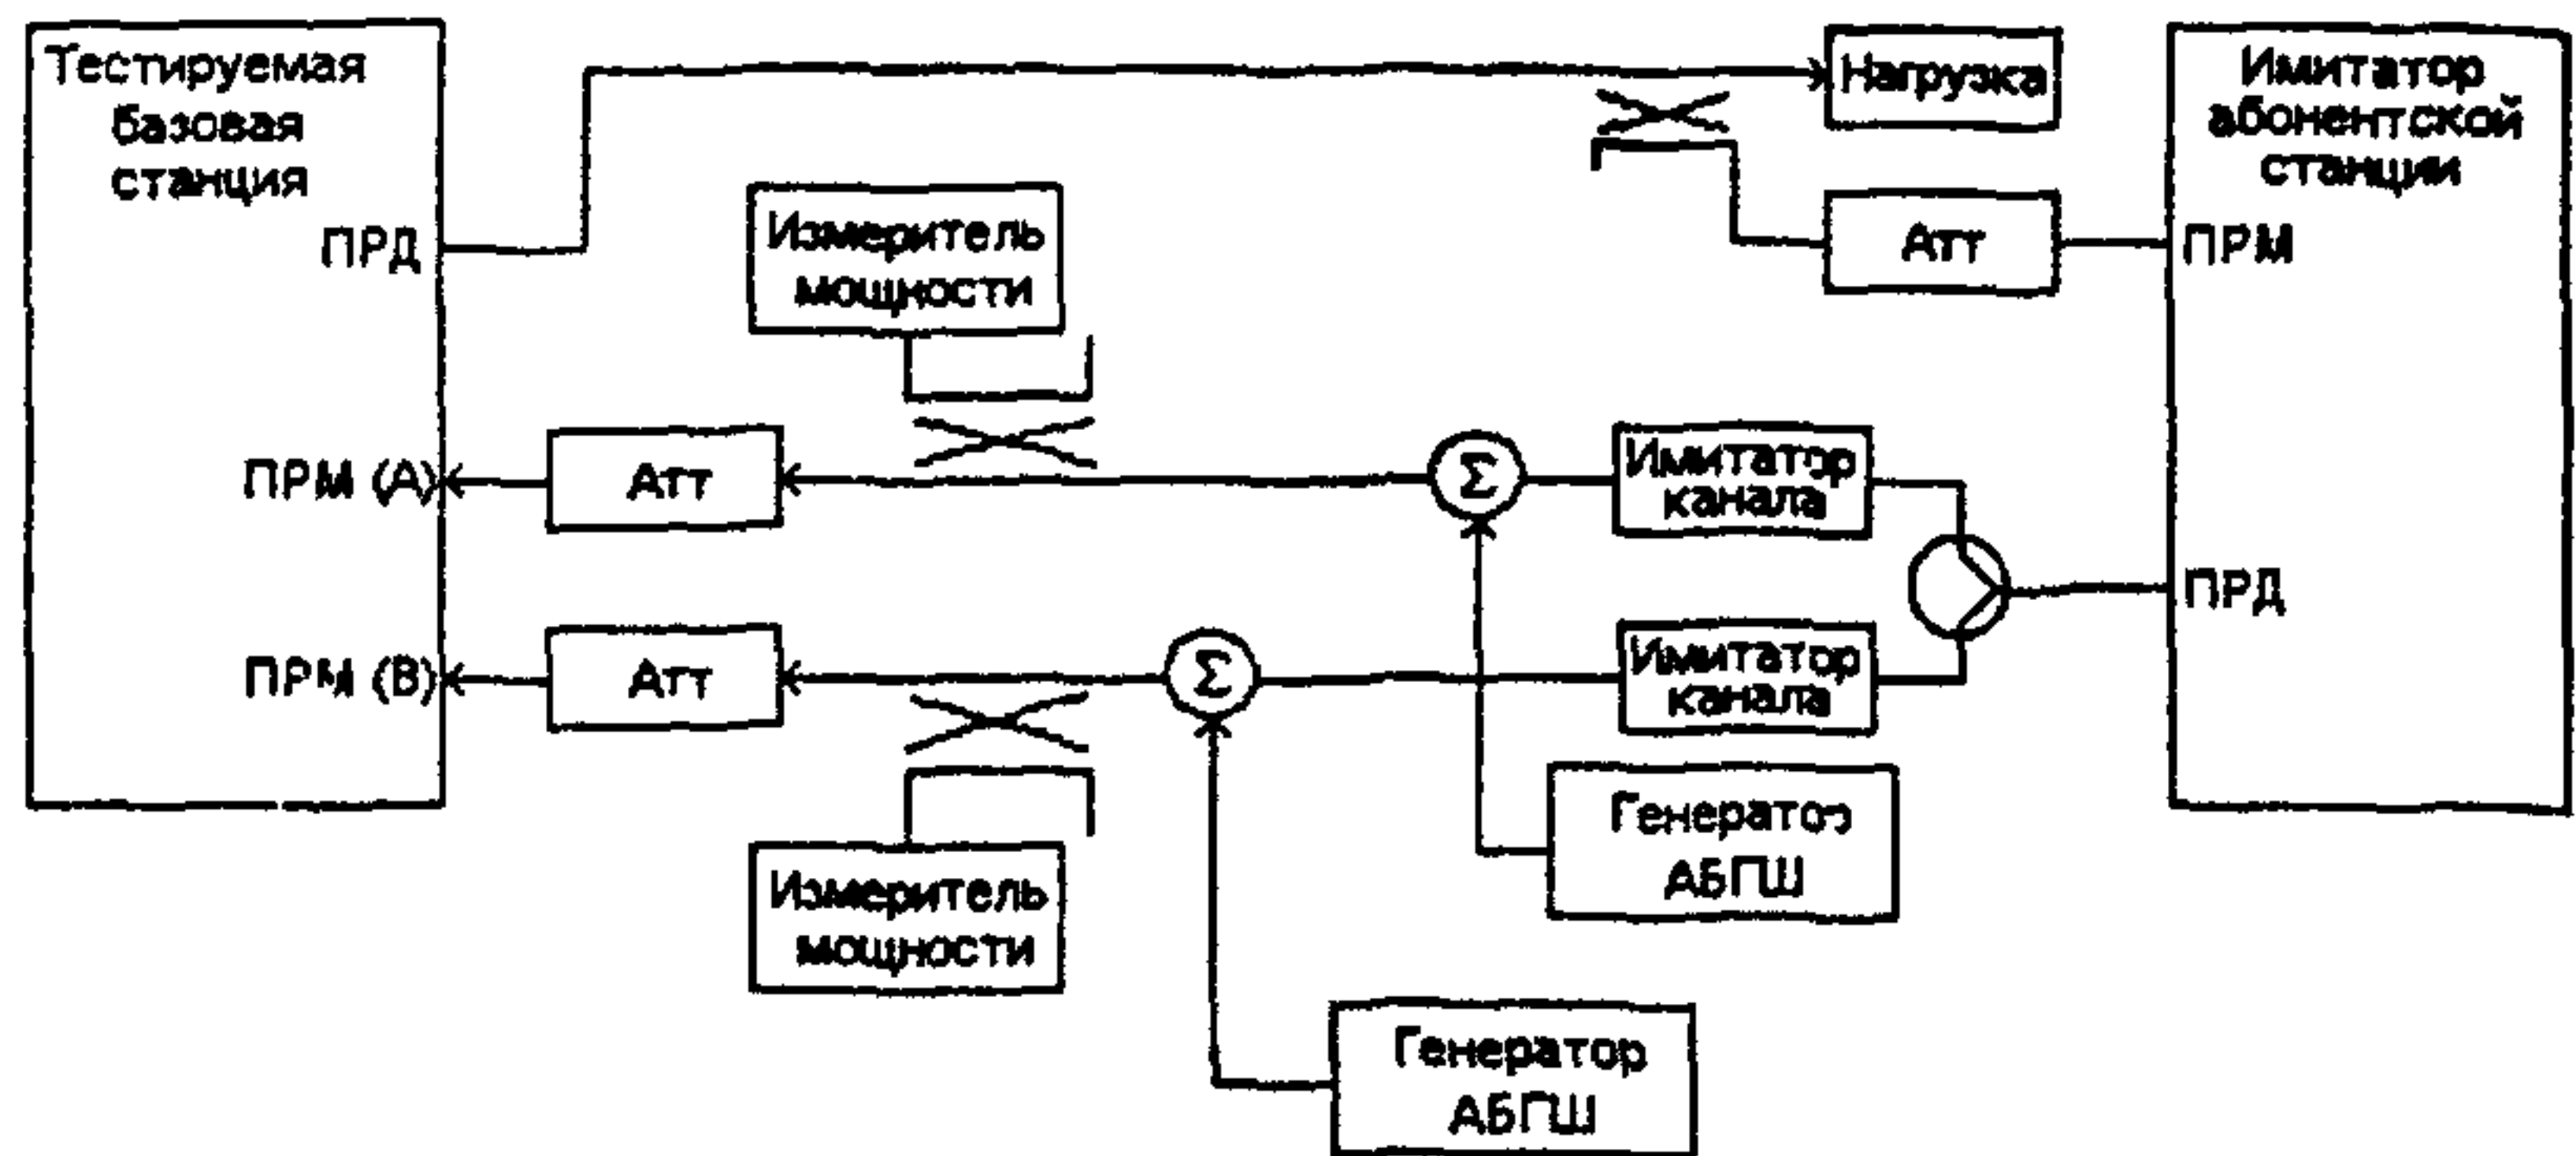 Тестируемая
базовая
станция
ПРД
ПРМ (А)
ПРМ (В)
Измеритель
мощности
Атт
Атт
Измеритель
мощности
Σ
Σ
Нагрузка
Атт
Имитатор
канала
Имитатор
канала
Генератор
АБГШ
Генератор
АБГШ
Имитатор
абонентской
станции
ПРМ
ПРД